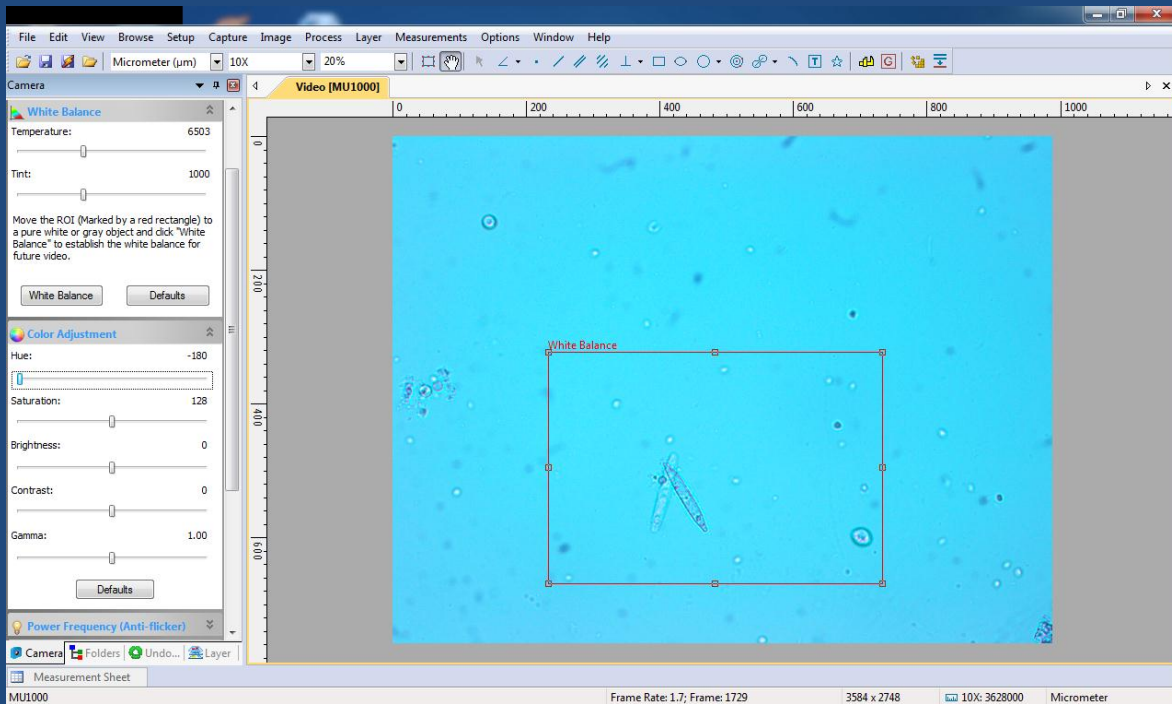 File Edit View Browse Setup Capture Image Process Layer Measurements Options Window Help
Micrometer (µm) 10X 20% T G
Camera
Video [MU1000]
0 200 400 600 800 1000
White Balance
Temperature: 6503
Tint: 1000
Move the ROI (Marked by a red rectangle) to
a pure white or gray object and click "White
Balance" to establish the white balance for
future video.
White Balance Defaults
Color Adjustment
Hue: -180
Saturation: 128
Brightness: 0
Contrast: 0
Gamma: 1.00
Defaults
Power Frequency (Anti-flicker)
Camera Folders Undo... Layer
0
200
400
600
White Balance
Measurement Sheet
MU1000 Frame Rate: 1.7; Frame: 1729 3584 x 2748 10X: 3628000 Micrometer